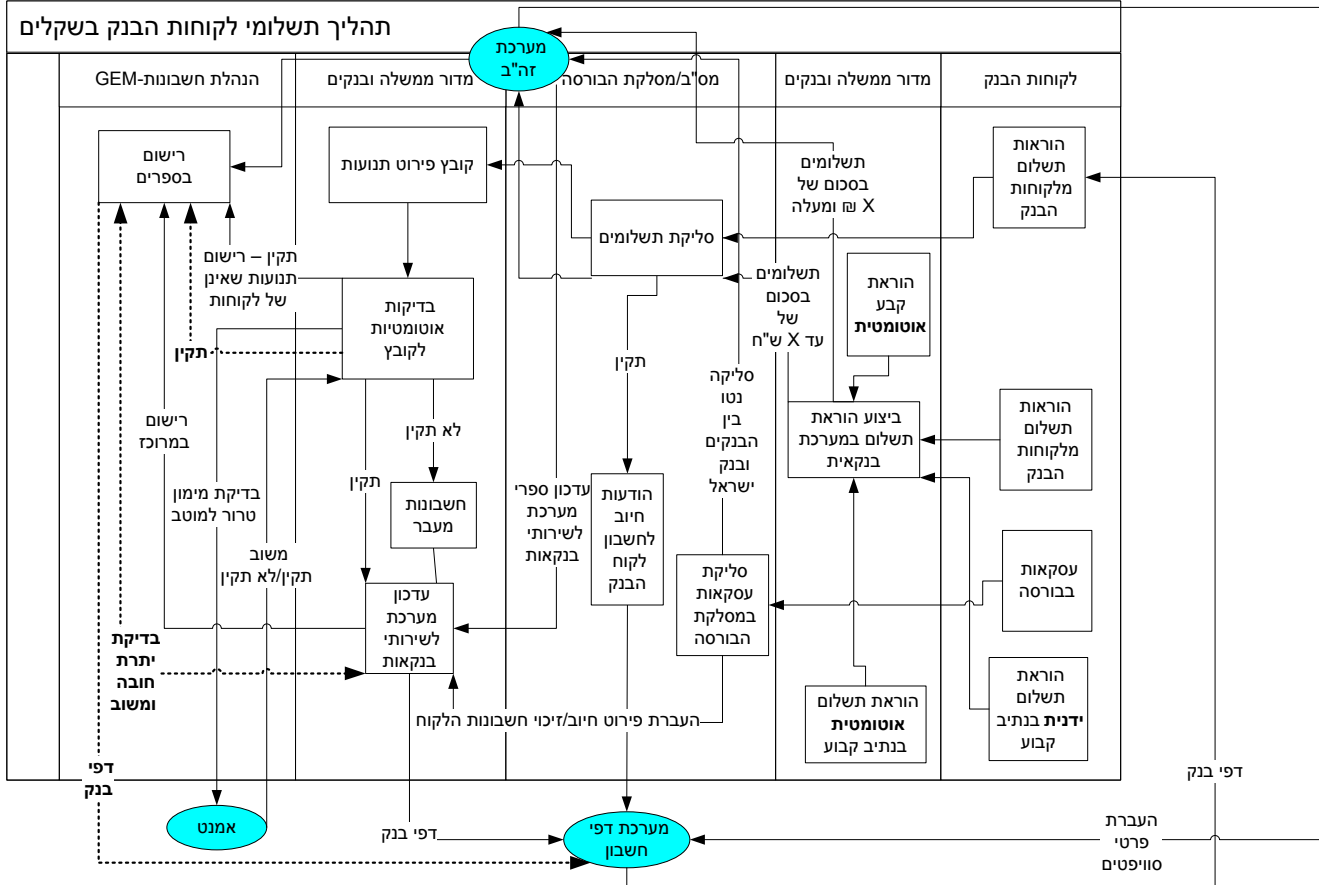 תהליך תשלומי לקוחות הבנק בשקלים
לקוחות הבנק
מדור ממשלה ובנקים
מס"ב/מסלקת הבורסה
מדור ממשלה ובנקים
הנהלת חשבונות-GEM
מערכת
זה"ב
הוראות
תשלום
מלקוחות
הבנק
תשלומים
בסכום של
X ₪ ומעלה
סליקת תשלומים
קובץ פירוט תנועות
רישום
בספרים
תקין – רישום
תנועות שאינן
של לקוחות
בדיקות
אוטומטיות
לקובץ
תקין
תשלומים
בסכום
של
עד X ש"ח
הוראת
קבע
אוטומטית
תקין
סליקה
נטו
בין
הבנקים
ובנק
ישראל
הוראות
תשלום
מלקוחות
הבנק
ביצוע הוראת
תשלום במערכת
בנקאית
רישום
במרוכז
לא תקין
תקין
בדיקת מימון
טרור למוטב
חשבונות
מעבר
עדכון ספרי
מערכת
לשירותי
בנקאות
הודעות
חיוב
לחשבון
לקוח
הבנק
משוב
תקין/לא תקין
סליקת
עסקאות
במסלקת
הבורסה
עסקאות
בבורסה
עדכון
מערכת
לשירותי
בנקאות
בדיקת
יתרת
חובה
ומשוב
הוראת
תשלום
ידנית בנתיב
קבוע
הוראת תשלום
אוטומטית
בנתיב קבוע
העברת פירוט חיוב/זיכוי חשבונות הלקוח
דפי
בנק
דפי בנק
אמנט
דפי בנק
מערכת דפי
חשבון
העברת
פרטי
סוויפטים